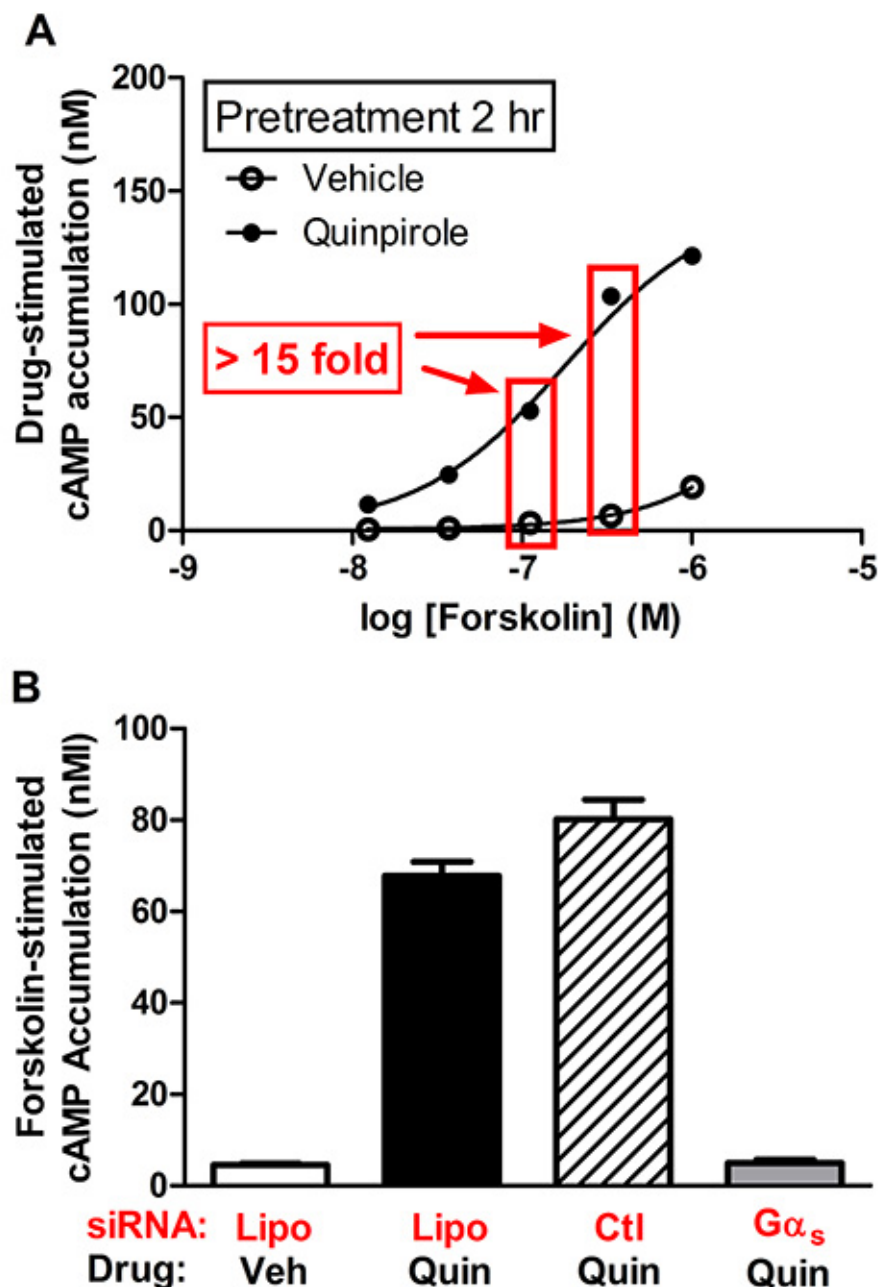 A
Drug-stimulated
cAMP accumulation (nM)
200
150
100
50
0
Pretreatment 2 hr
Vehicle
Quinpirole
> 15 fold
-9
-8
-7
-6
-5
log [Forskolin] (M)
B
Forskolin-stimulated
cAMP Accumulation (nMl)
100
80
60
40
20
0
siRNA: Lipo Lipo Ctl Gαs
Drug: Veh Quin Quin Quin